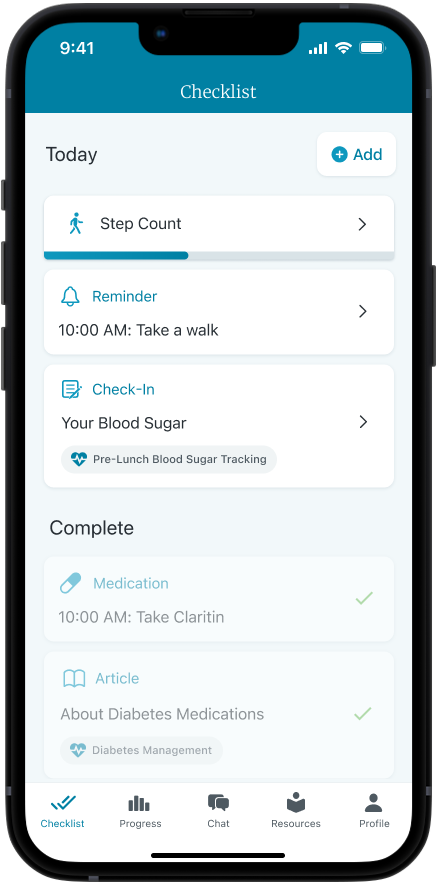 9:41
Checklist
Today
Add
Step Count
Reminder
10:00 AM: Take a walk
Check-In
Your Blood Sugar
Pre-Lunch Blood Sugar Tracking
Complete
Medication
10:00 AM: Take Claritin
Article
About Diabetes Medications
Diabetes Management
Checklist Progress Chat Resources Profile